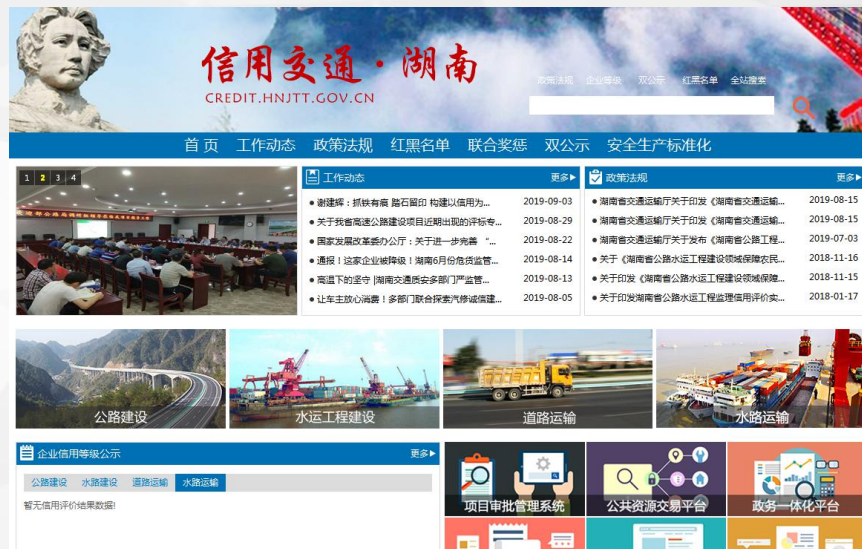 信用交通·湖南
CREDIT.HNJTT.GOV.CN
政策法规 企业等级 双公示 红黑名单 全站搜索
首页 工作动态 政策法规 红黑名单 联合奖惩 双公示 安全生产标准化
1 2 3 4
工作动态 更多
谢建辉：抓铁有痕 踏石留印 构建以信用为... 2019-09-03
关于我省高速公路建设项目近期出现的评标专... 2019-08-29
国家发展改革委办公厅：关于进一步完善 “... 2019-08-22
通报！这家企业被降级！湖南6月份危货监管... 2019-08-14
高温下的坚守 |湖南交通质安多部门严监管... 2019-08-13
让车主放心消费！多部门联合探索汽修诚信建... 2019-08-05
政策法规 更多
湖南省交通运输厅关于印发《湖南省交通运输... 2019-08-15
湖南省交通运输厅关于印发《湖南省交通运输... 2019-08-15
湖南省交通运输厅关于发布《湖南省公路工程... 2019-07-03
关于《湖南省公路水运工程建设领域保障农民... 2018-11-16
关于印发《湖南省公路水运工程建设领域保障... 2018-11-15
关于印发湖南省公路水运工程监理信用评价实... 2018-01-17
公路建设
水运工程建设
道路运输
水路运输
企业信用等级公示 更多
公路建设 水路建设 道路运输 水路运输
暂无信用评价结果数据!
项目审批管理系统
公共资源交易平台
政务一体化平台